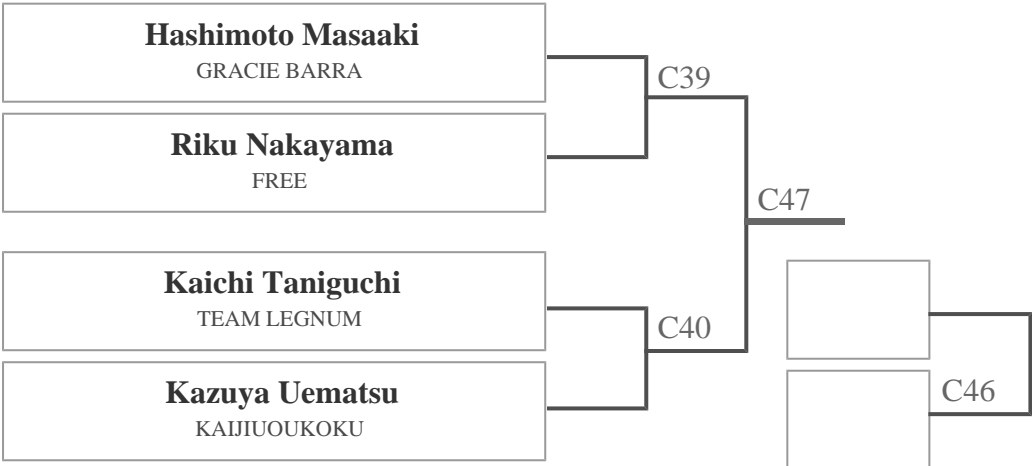 Hashimoto Masaaki
GRACIE BARRA
C39
Riku Nakayama
FREE
C47
Kaichi Taniguchi
TEAM LEGNUM
C40
Kazuya Uematsu
KAIJIUOUKOKU
C46